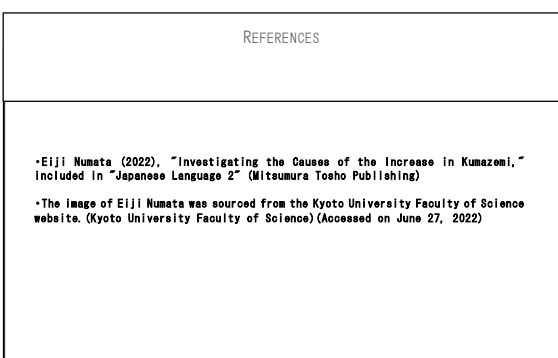 REFERENCES
・Eiji Numata (2022), "Investigating the Causes of the Increase in Kumazemi,"
included in "Japanese Language 2" (Mitsumura Tosho Publishing)
・The image of Eiji Numata was sourced from the Kyoto University Faculty of Science
website. (Kyoto University Faculty of Science) (Accessed on June 27, 2022)